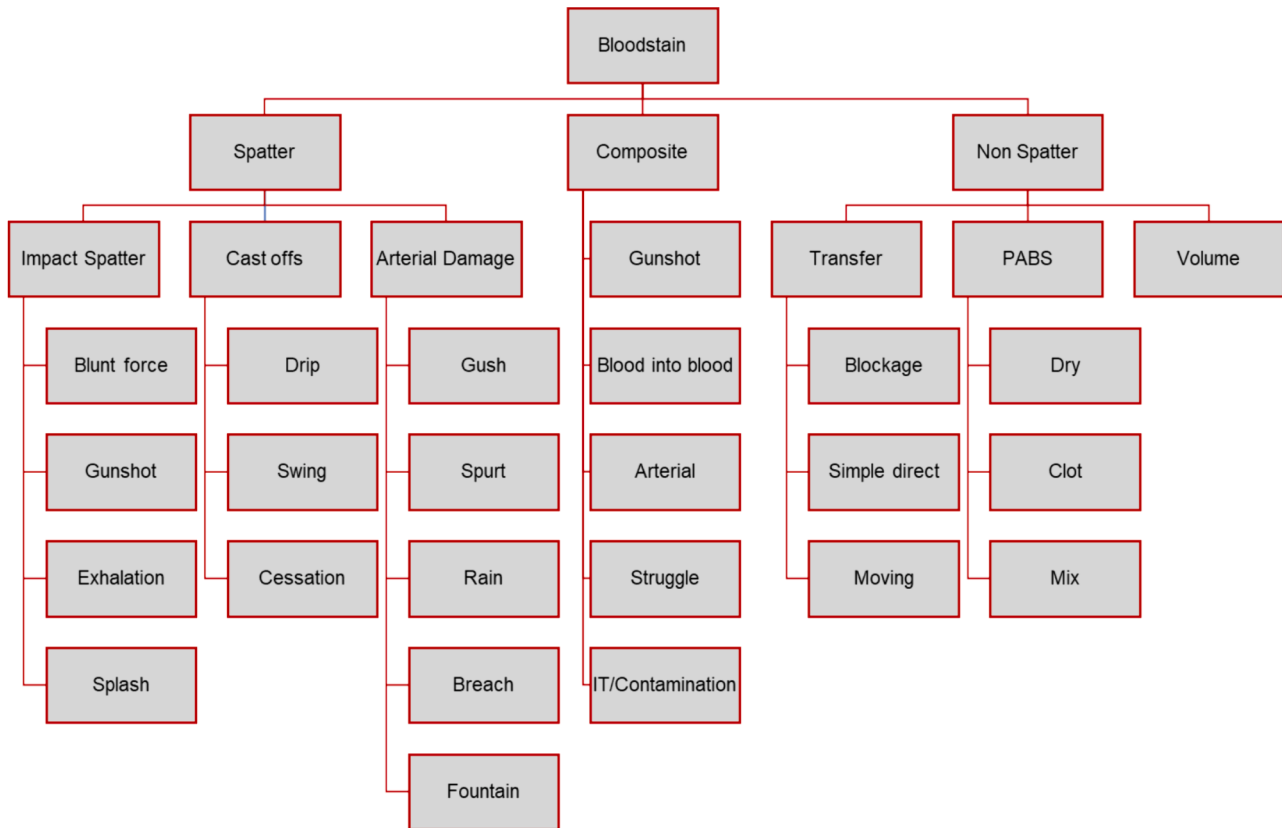 Bloodstain
Spatter
Composite
Non Spatter
Impact Spatter
Cast offs
Arterial Damage
Gunshot
Transfer
PABS
Volume
Blunt force
Drip
Gush
Blood into blood
Blockage
Dry
Gunshot
Swing
Spurt
Arterial
Simple direct
Clot
Exhalation
Cessation
Rain
Struggle
Moving
Mix
Splash
Breach
IT/Contamination
Fountain